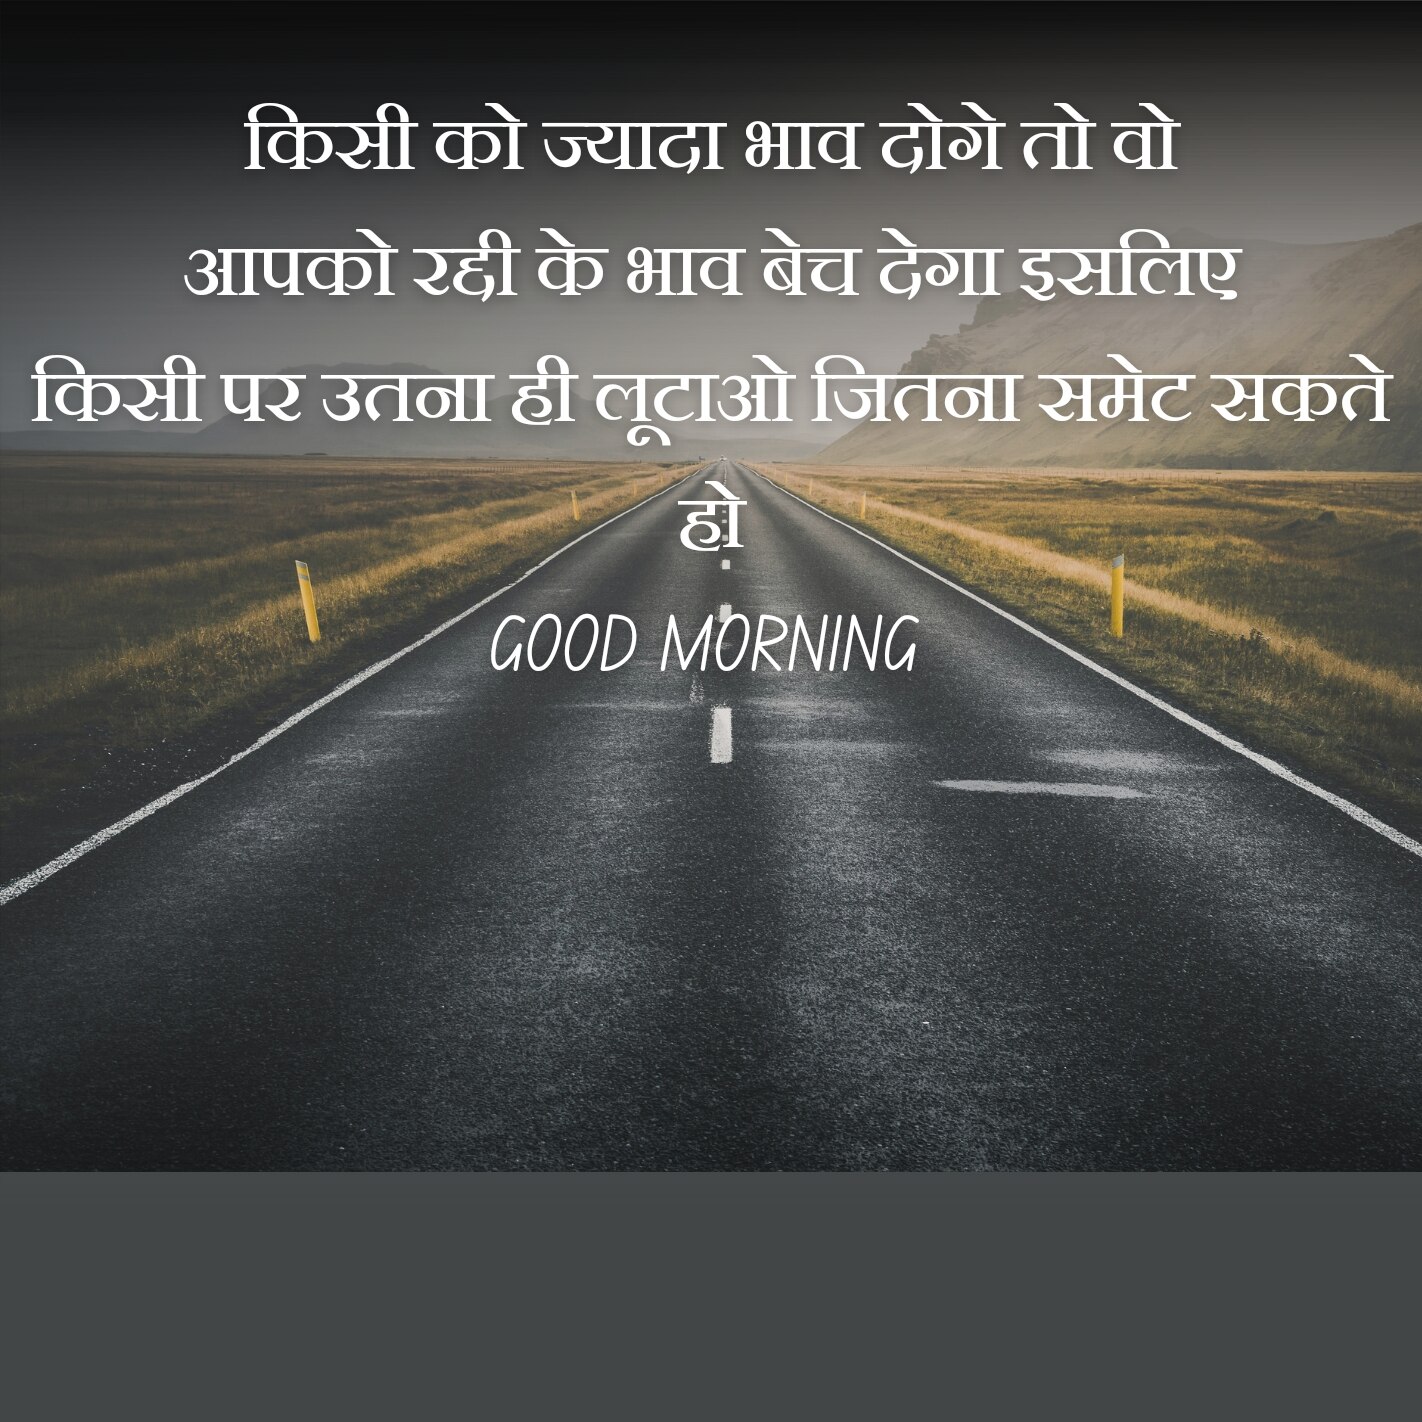 किसी को ज्यादा भाव दोगे तो वो
आपको रद्दी के भाव बेच देगा इसलिए
किसी पर उतना ही लूटाओ जितना समेट सकते
हो
GOOD MORNING